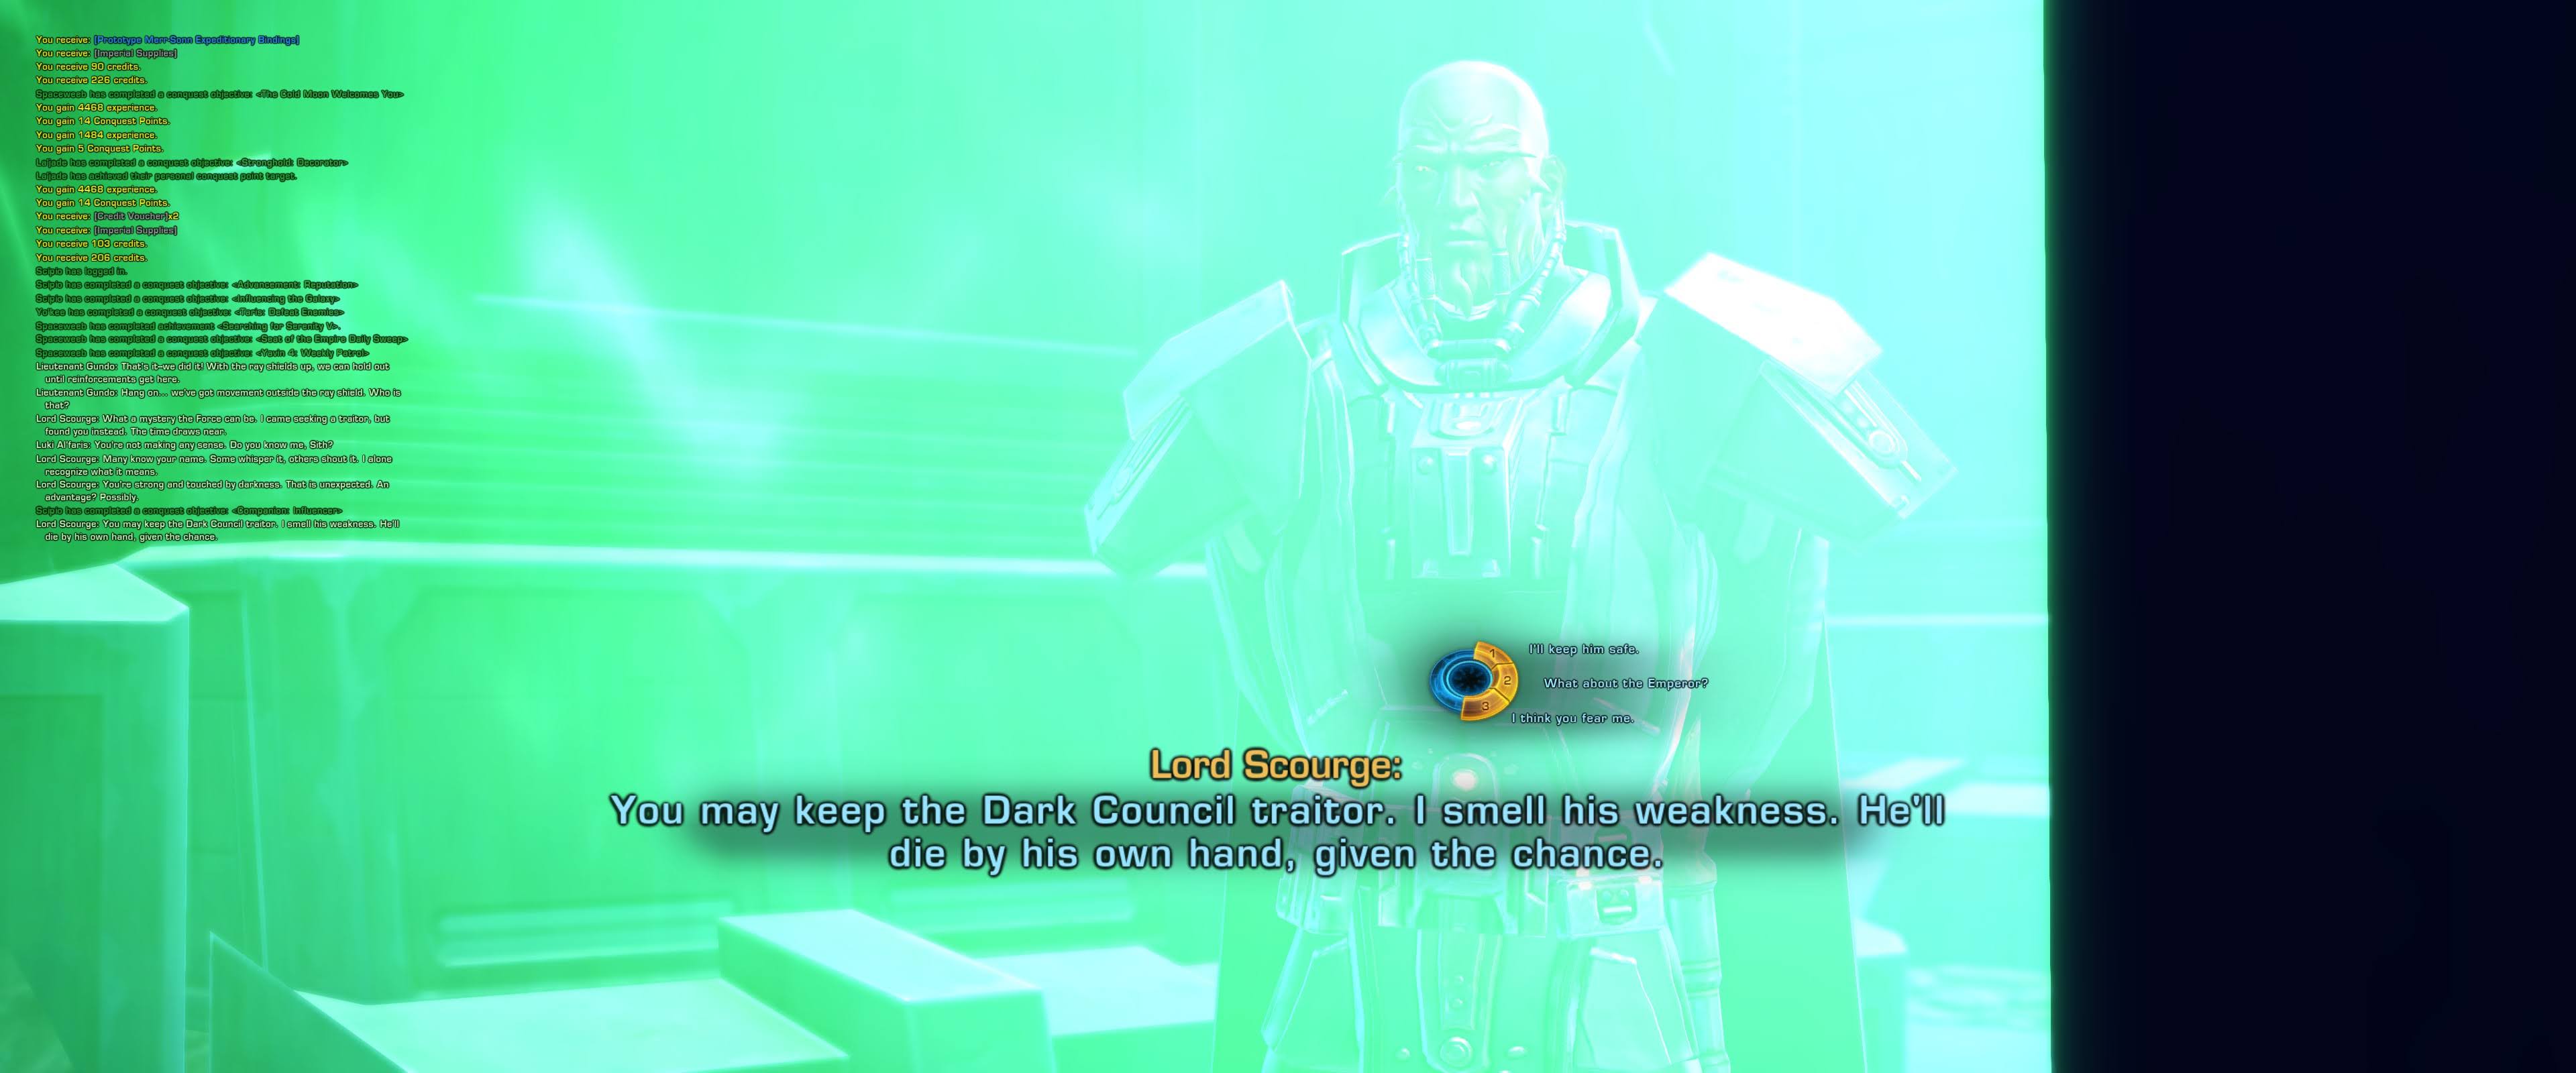 You receive: [Prototype Merr-Sonn Expeditionary Bindings]
You receive: [Imperial Supplies]
You receive 90 credits.
You receive 226 credits.
Spaceweeb has completed a conquest objective: <The Cold Moon Welcomes You>
You gain 4468 experience.
You gain 14 Conquest Points.
You gain 1484 experience.
You gain 5 Conquest Points.
La'jade has completed a conquest objective: <Stronghold: Decorator>
La'jade has achieved their personal conquest point target.
You gain 4468 experience.
You gain 14 Conquest Points.
You receive: [Credit Voucher]x2
You receive: [Imperial Supplies]
You receive 103 credits.
You receive 206 credits.
Scipio has logged in.
Scipio has completed a conquest objective: <Advancement: Reputation>
Scipio has completed a conquest objective: <Influencing the Galaxy>
Yo'kee has completed a conquest objective: <Taris: Defeat Enemies>
Spaceweeb has completed achievement <Searching for Serenity V>.
Spaceweeb has completed a conquest objective: <Seat of the Empire Daily Sweep>
Spaceweeb has completed a conquest objective: <Yavin 4: Weekly Patrol>
Lieutenant Gundo: That's it–we did it! With the ray shields up, we can hold out
until reinforcements get here.
Lieutenant Gundo: Hang on... we've got movement outside the ray shield. Who is
that?
Lord Scourge: What a mystery the Force can be. I came seeking a traitor, but
found you instead. The time draws near.
Luki Al'faris: You're not making any sense. Do you know me, Sith?
Lord Scourge: Many know your name. Some whisper it, others shout it. I alone
recognize what it means.
Lord Scourge: You're strong and touched by darkness. That is unexpected. An
advantage? Possibly.
Scipio has completed a conquest objective: <Companion: Influencer>
Lord Scourge: You may keep the Dark Council traitor. I smell his weakness. He'll
die by his own hand, given the chance.
1 I'll keep him safe.
2 What about the Emperor?
3 I think you fear me.
Lord Scourge:
You may keep the Dark Council traitor. I smell his weakness. He'll
die by his own hand, given the chance.